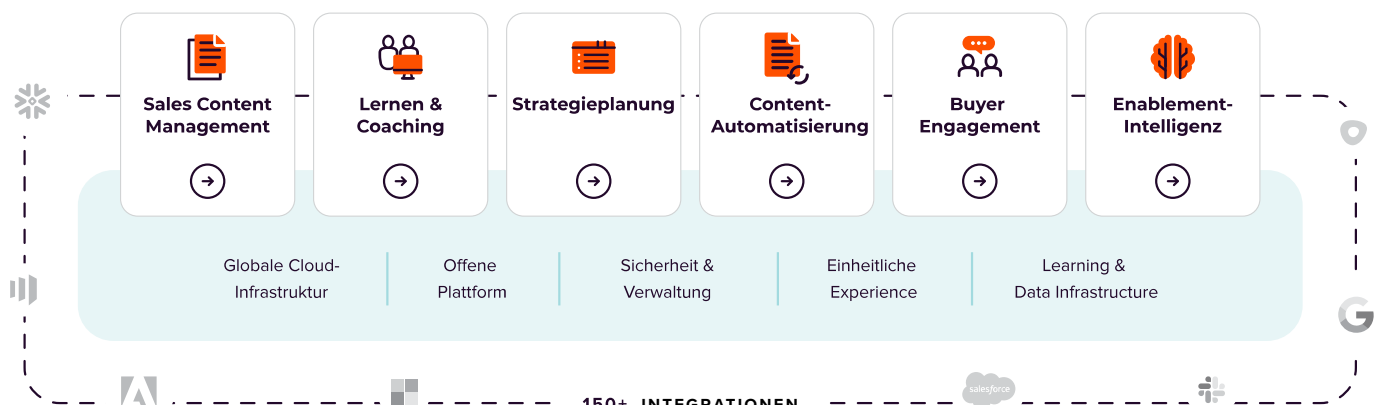 Sales Content
Management
Lernen &
Coaching
Strategieplanung
Content-
Automatisierung
Buyer
Engagement
Enablement-
Intelligenz
Globale Cloud-
Infrastruktur
Offene
Plattform
Sicherheit &
Verwaltung
Einheitliche
Experience
Learning &
Data Infrastructure
salesforce
150+ INTEGRATIONEN